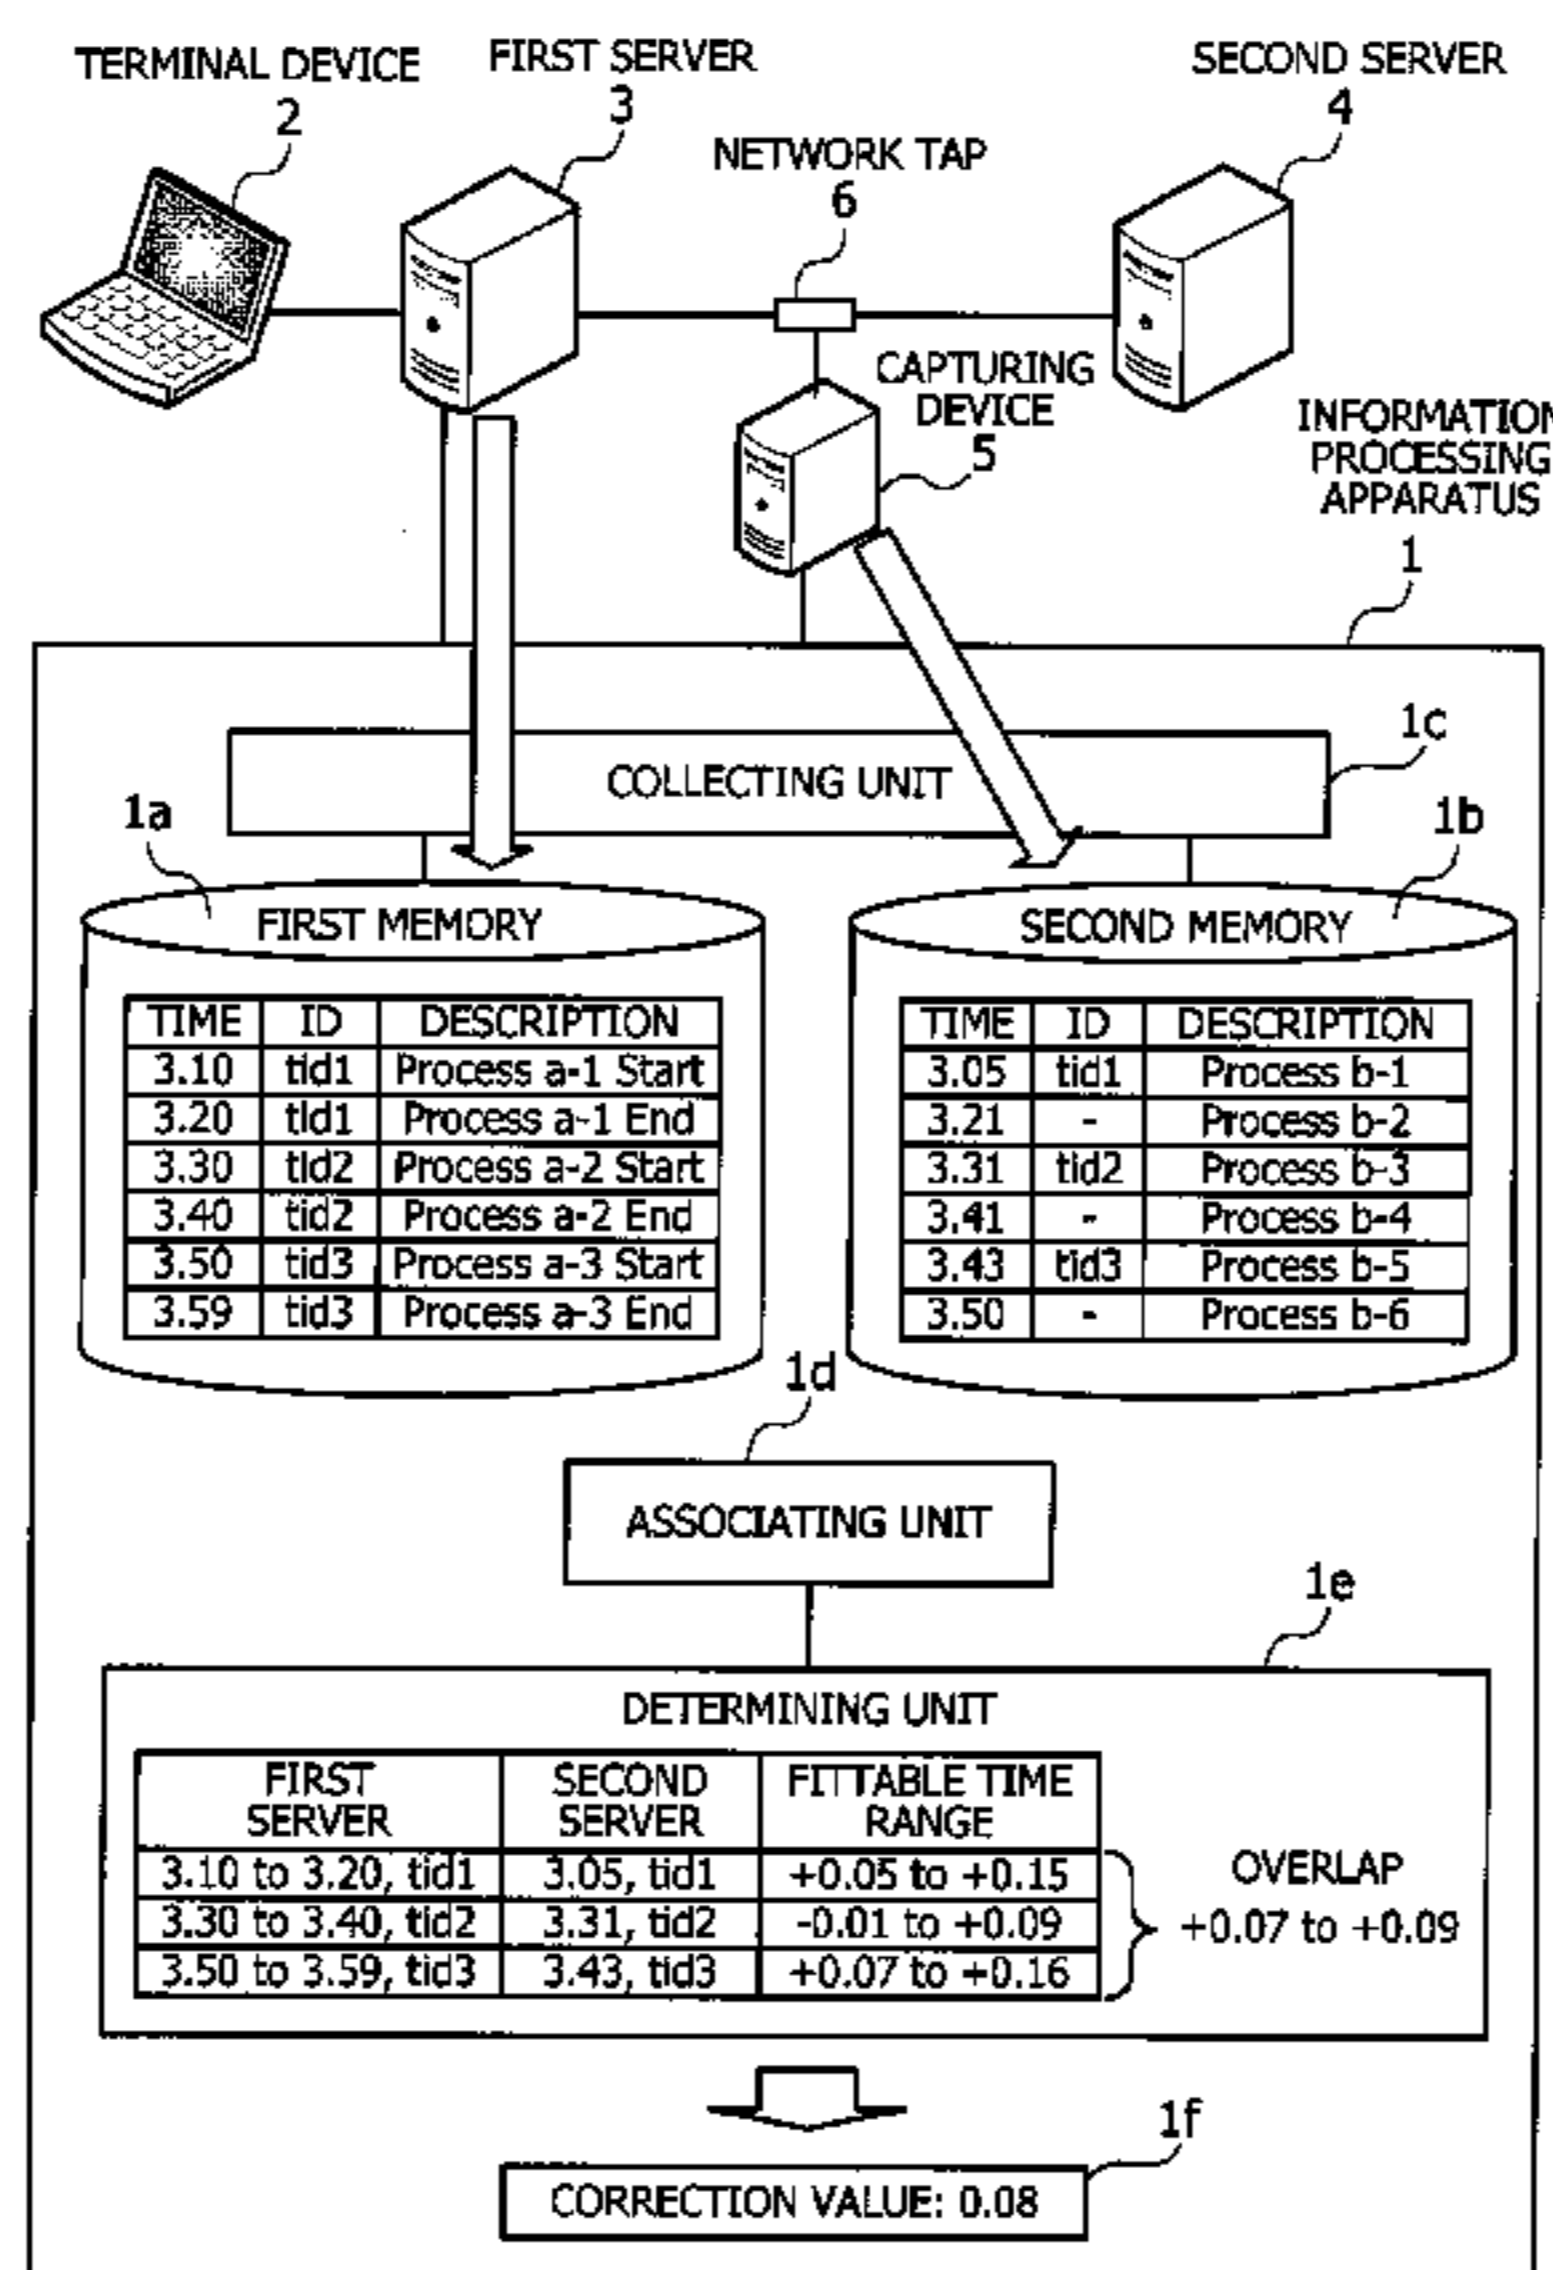 TERMINAL DEVICE
2
FIRST SERVER
3
SECOND SERVER
4
NETWORK TAP
6
CAPTURING
DEVICE
5
INFORMATION
PROCESSING
APPARATUS
1
1c
COLLECTING UNIT
1a
1b
FIRST MEMORY
TIME ID DESCRIPTION
3.10 tid1 Process a-1 Start
3.20 tid1 Process a-1 End
3.30 tid2 Process a-2 Start
3.40 tid2 Process a-2 End
3.50 tid3 Process a-3 Start
3.59 tid3 Process a-3 End
SECOND MEMORY
TIME ID DESCRIPTION
3.05 tid1 Process b-1
3.21 - Process b-2
3.31 tid2 Process b-3
3.41 - Process b-4
3.43 tid3 Process b-5
3.50 - Process b-6
1d
ASSOCIATING UNIT
1e
DETERMINING UNIT
FIRST SERVER SECOND SERVER FITTABLE TIME RANGE
3.10 to 3.20, tid1 3.05, tid1 +0.05 to +0.15
3.30 to 3.40, tid2 3.31, tid2 -0.01 to +0.09
3.50 to 3.59, tid3 3.43, tid3 +0.07 to +0.16
OVERLAP
+0.07 to +0.09
1f
CORRECTION VALUE: 0.08